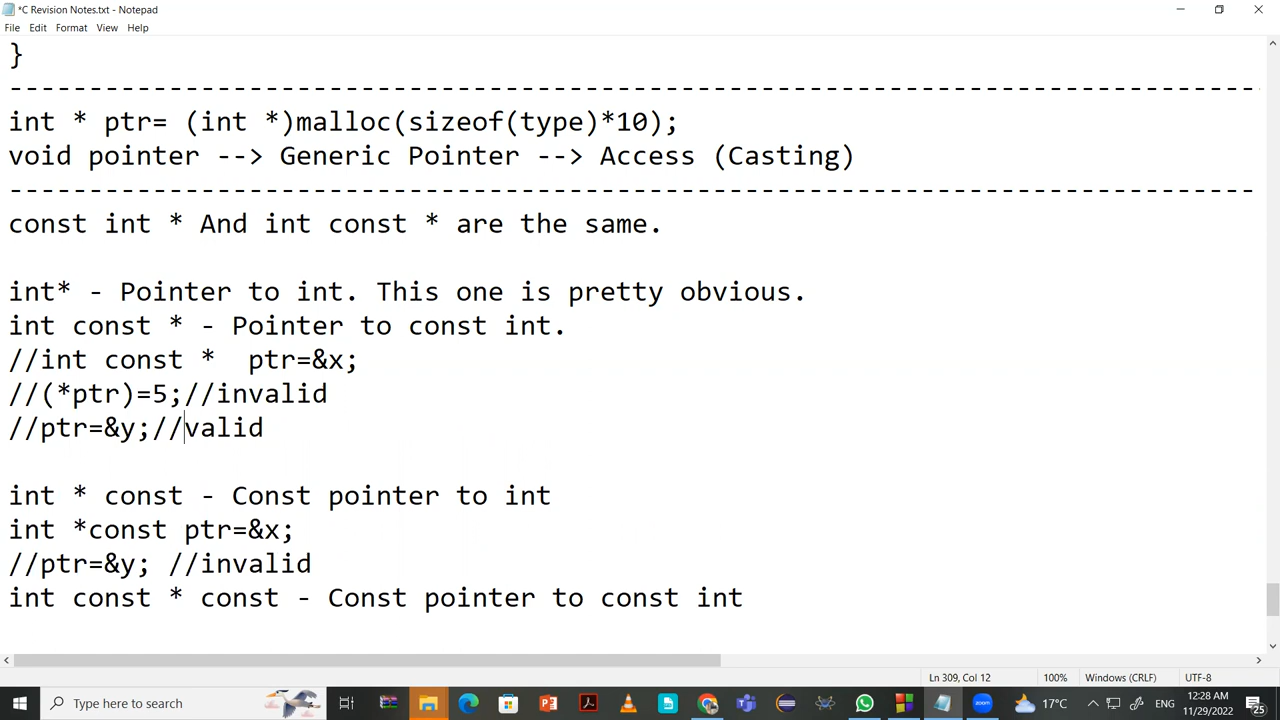 *C Revision Notes.txt - Notepad
File Edit Format View Help
}
------------------------------------------------------------------------------
int * ptr= (int *)malloc(sizeof(type)*10);
void pointer --> Generic Pointer --> Access (Casting)
------------------------------------------------------------------------------
const int * And int const * are the same.
int* - Pointer to int. This one is pretty obvious.
int const * - Pointer to const int.
//int const *  ptr=&x;
//(*ptr)=5;//invalid
//ptr=&y;//valid
int * const - Const pointer to int
int *const ptr=&x;
//ptr=&y; //invalid
int const * const - Const pointer to const int
Ln 309, Col 12 100% Windows (CRLF) UTF-8
Type here to search 17°C ENG 12:28 AM 11/29/2022 25
zoom